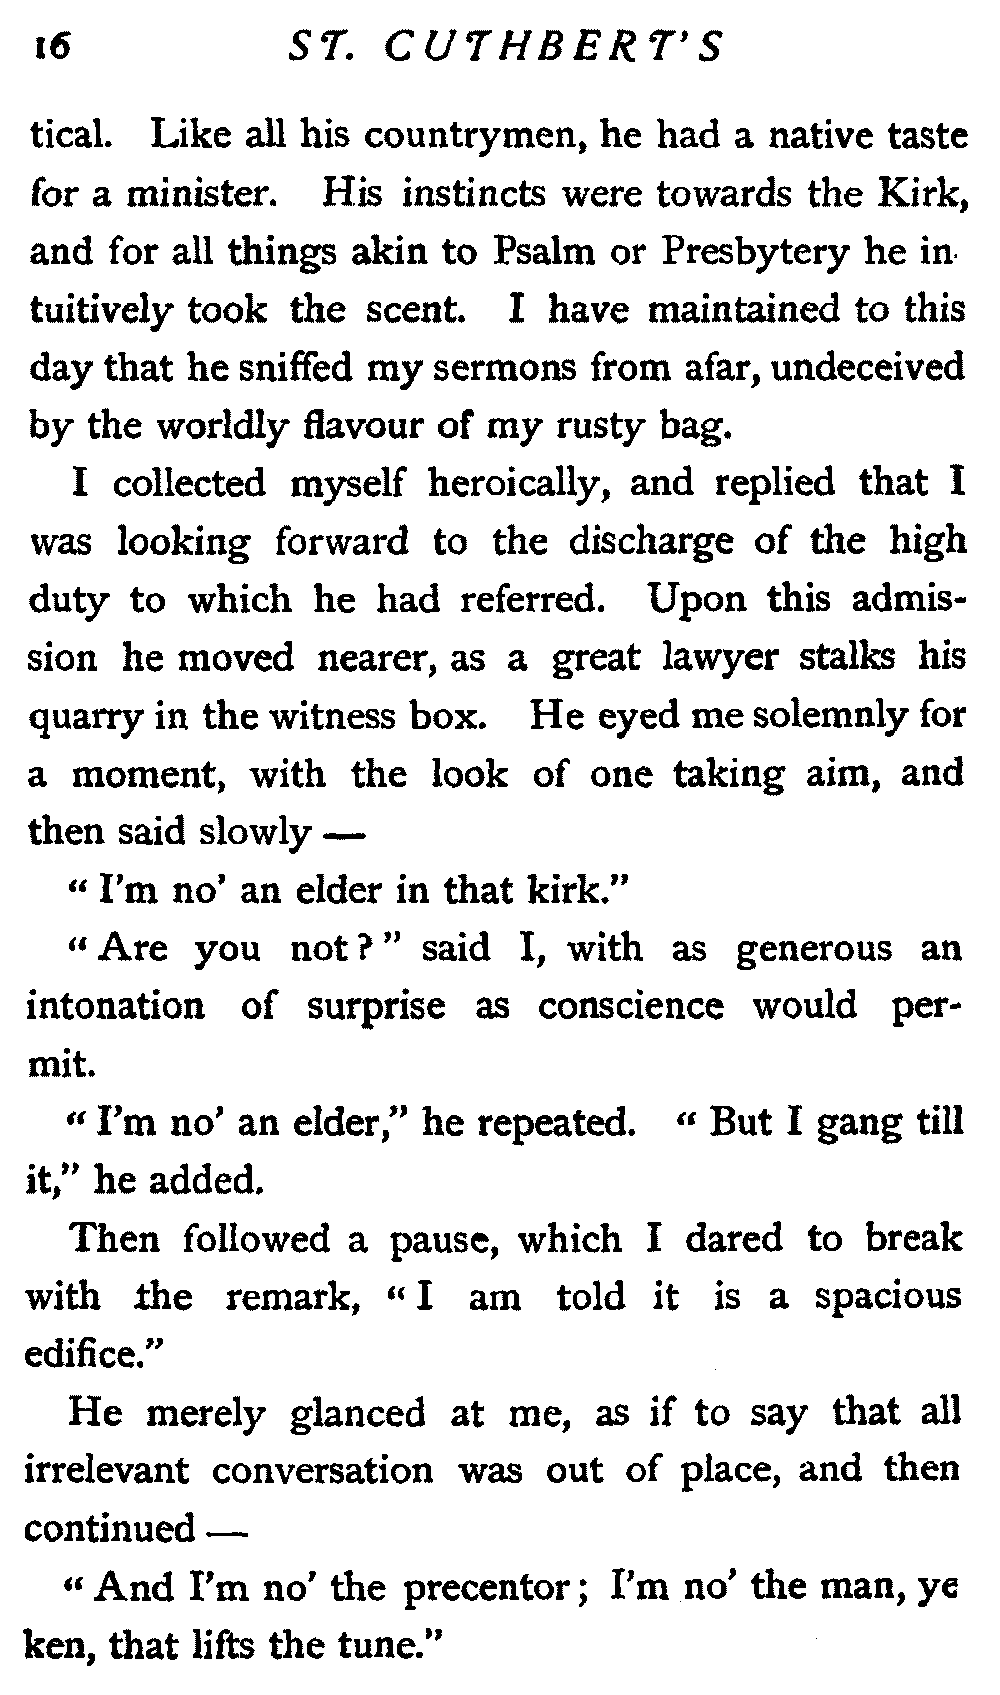 16 ST. CUTHBERT'S
tical. Like all his countrymen, he had a native taste
for a minister. His instincts were towards the Kirk,
and for all things akin to Psalm or Presbytery he in-
tuitively took the scent. I have maintained to this
day that he sniffed my sermons from afar, undeceived
by the worldly flavour of my rusty bag.
I collected myself heroically, and replied that I
was looking forward to the discharge of the high
duty to which he had referred. Upon this admis-
sion he moved nearer, as a great lawyer stalks his
quarry in the witness box. He eyed me solemnly for
a moment, with the look of one taking aim, and
then said slowly —
" I'm no' an elder in that kirk."
" Are you not ? " said I, with as generous an
intonation of surprise as conscience would per-
mit.
" I'm no' an elder," he repeated. " But I gang till
it," he added.
Then followed a pause, which I dared to break
with the remark, " I am told it is a spacious
edifice."
He merely glanced at me, as if to say that all
irrelevant conversation was out of place, and then
continued —
" And I'm no' the precentor ; I'm no' the man, ye
ken, that lifts the tune."